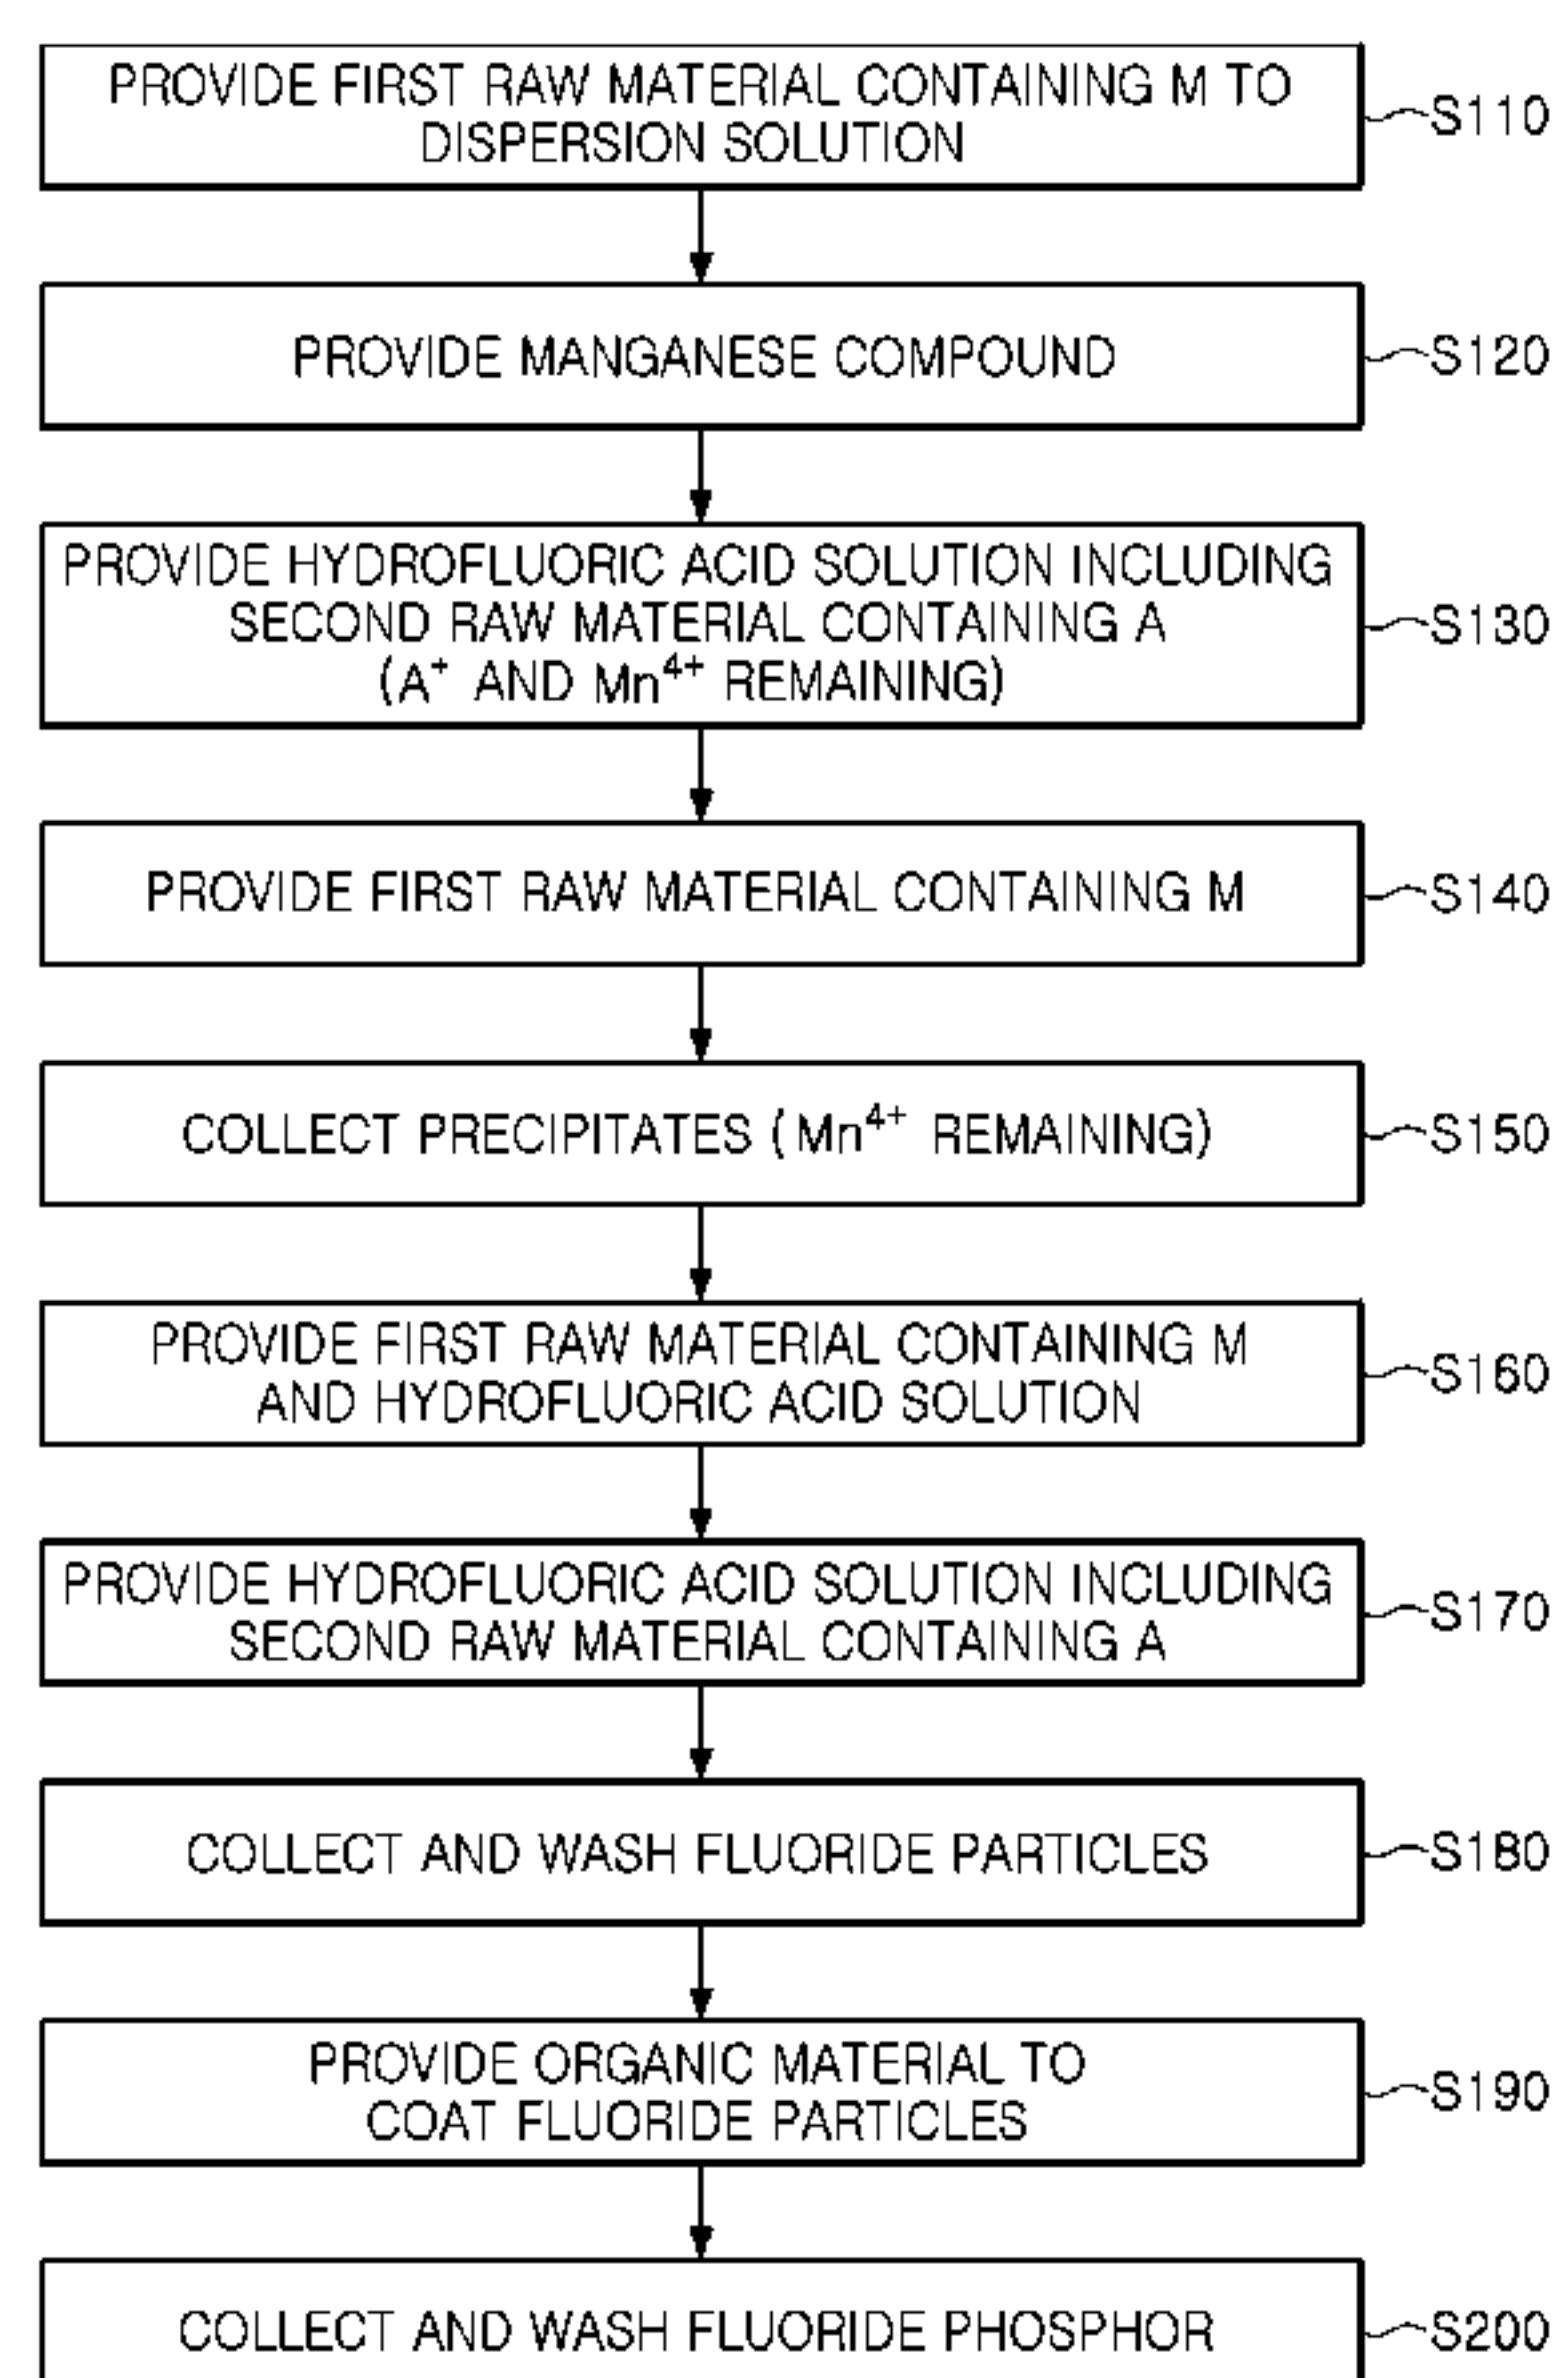 PROVIDE FIRST RAW MATERIAL CONTAINING M TO
DISPERSION SOLUTION
S110
PROVIDE MANGANESE COMPOUND
S120
PROVIDE HYDROFLUORIC ACID SOLUTION INCLUDING
SECOND RAW MATERIAL CONTAINING A
(A⁺ AND Mn⁴⁺ REMAINING)
S130
PROVIDE FIRST RAW MATERIAL CONTAINING M
S140
COLLECT PRECIPITATES (Mn⁴⁺ REMAINING)
S150
PROVIDE FIRST RAW MATERIAL CONTAINING M
AND HYDROFLUORIC ACID SOLUTION
S160
PROVIDE HYDROFLUORIC ACID SOLUTION INCLUDING
SECOND RAW MATERIAL CONTAINING A
S170
COLLECT AND WASH FLUORIDE PARTICLES
S180
PROVIDE ORGANIC MATERIAL TO
COAT FLUORIDE PARTICLES
S190
COLLECT AND WASH FLUORIDE PHOSPHOR
S200